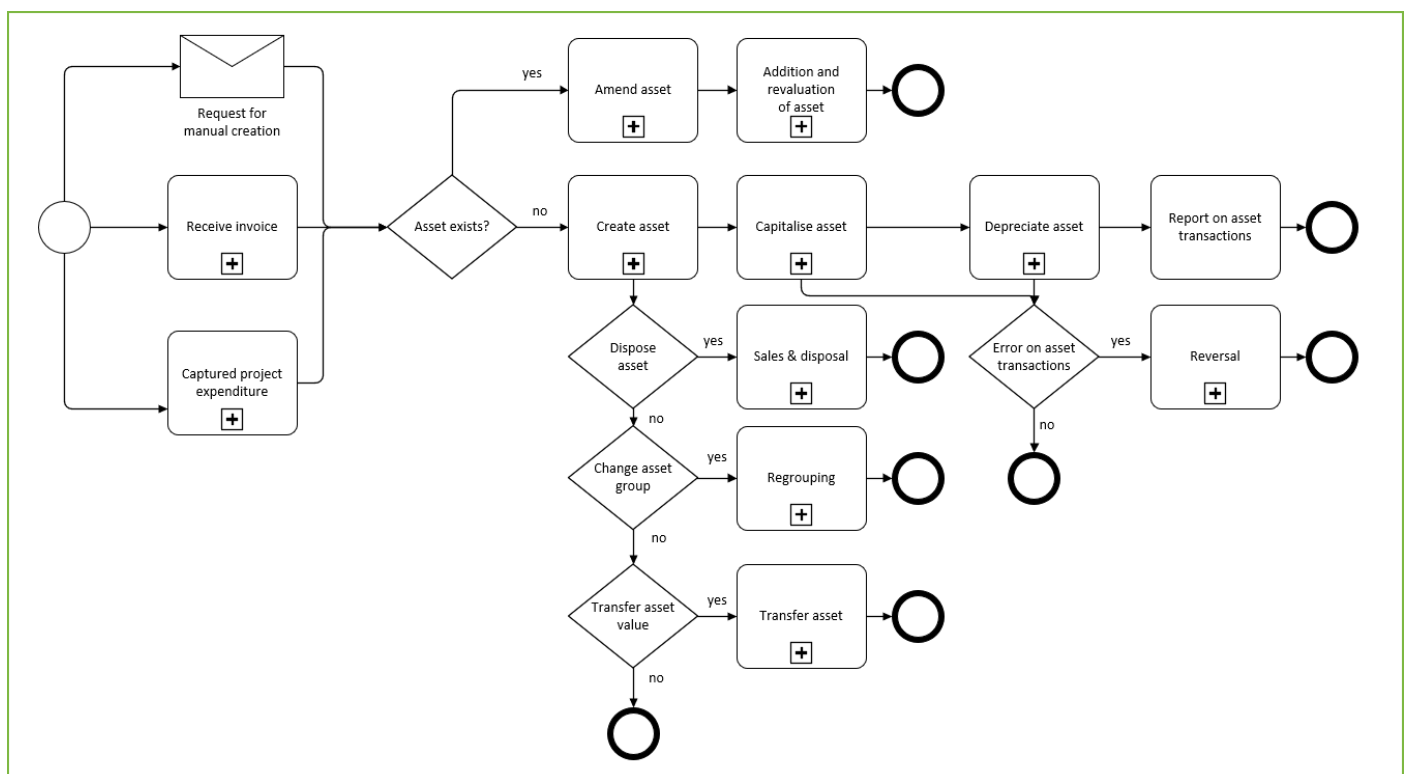 Request for
manual creation
Receive invoice
Captured project
expenditure
Asset exists?
yes
no
Amend asset
Addition and
revaluation
of asset
Create asset
Capitalise asset
Depreciate asset
Report on asset
transactions
Dispose
asset
yes
Sales & disposal
no
Error on asset
transactions
yes
Reversal
no
Change asset
group
yes
Regrouping
no
Transfer asset
value
yes
Transfer asset
no